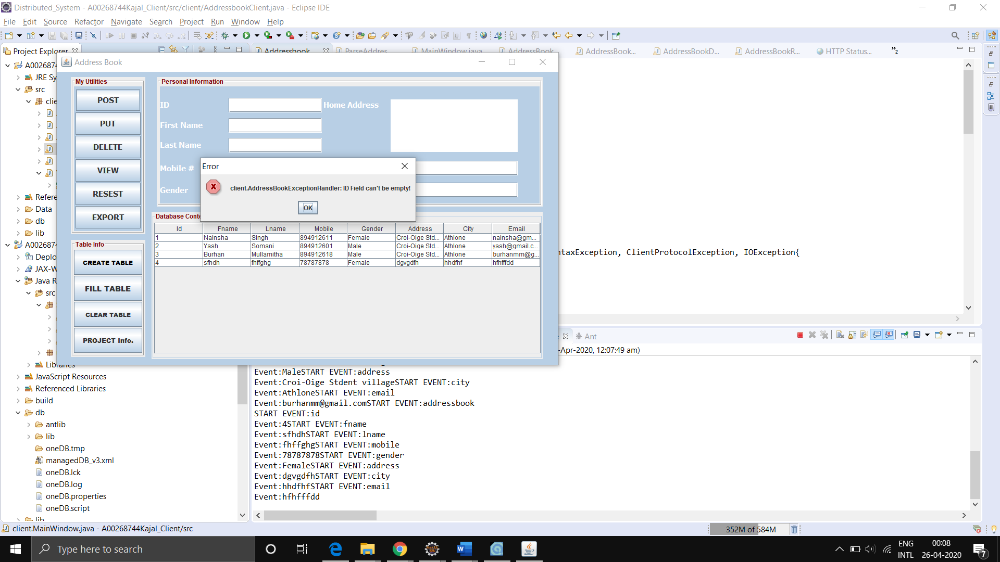 Distributed_System - A00268744Kajal_Client/src/client/AddressbookClient.java - Eclipse IDE
File Edit Source Refactor Navigate Search Project Run Window Help
Project Explorer
Addressbook
ParseAddres
MainWindow.java
AddressBook
AddressBook...
AddressBookD...
AddressBookR...
HTTP Status...
»2
A0026874
JRE Sy
src
clie
Refere
Data
db
lib
A0026874
Deplo
JAX-W
Java R
src
Libraries
JavaScript Resources
Referenced Libraries
build
db
antlib
lib
oneDB.tmp
managedDB_v3.xml
oneDB.lck
oneDB.log
oneDB.properties
oneDB.script
lib
Address Book
My Utilities
POST
PUT
DELETE
VIEW
RESEST
EXPORT
Table Info
CREATE TABLE
FILL TABLE
CLEAR TABLE
PROJECT Info.
Personal Information
ID
Home Address
First Name
Last Name
Mobile #
Gender
Error
client.AddressBookExceptionHandler: ID Field can't be empty!
OK
Database Conte
Id Fname Lname Mobile Gender Address City Email
1 Nainsha Singh 894912611 Female Croi-Oige Std... Athlone nainsha@gm...
2 Yash Somani 894912601 Male Croi-Oige Std... Athlone yash@gmail.c...
3 Burhan Mullamitha 894912618 Male Croi-Oige Std... Athlone burhanmm@g...
4 sfhdh fhffghg 78787878 Female dgvgdfh hhdfhf hfhfffdd
ntaxException, ClientProtocolException, IOException{
Ant
-Apr-2020, 12:07:49 am)
Event:MaleSTART EVENT:address
Event:Croi-Oige Stdent villageSTART EVENT:city
Event:AthloneSTART EVENT:email
Event:burhanmm@gmail.comSTART EVENT:addressbook
START EVENT:id
Event:4START EVENT:fname
Event:sfhdhSTART EVENT:lname
Event:fhffghgSTART EVENT:mobile
Event:78787878START EVENT:gender
Event:FemaleSTART EVENT:address
Event:dgvgdfhSTART EVENT:city
Event:hhdfhfSTART EVENT:email
Event:hfhfffdd
client.MainWindow.java - A00268744Kajal_Client/src
352M of 584M
Type here to search
ENG
INTL
00:08
26-04-2020
7